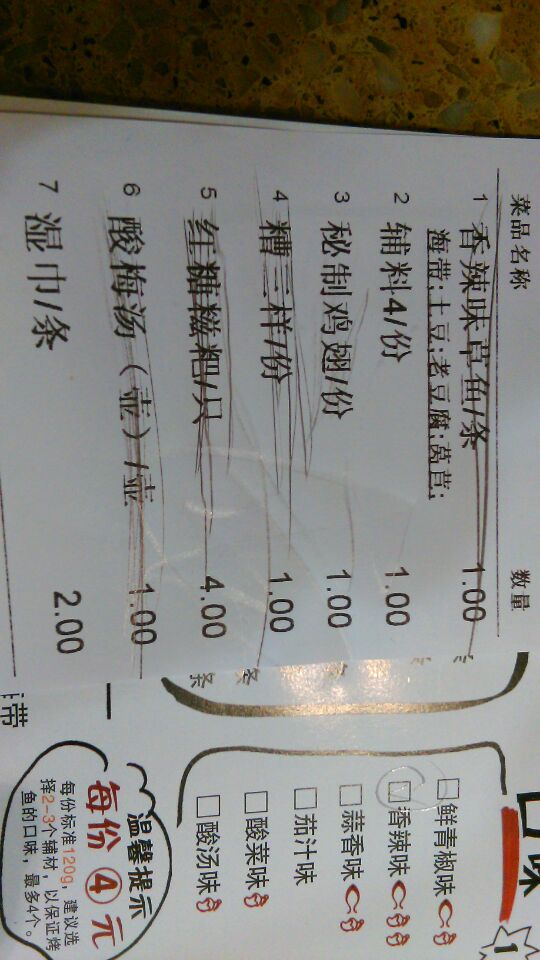 菜品名称 数量
1 香辣味草鱼/条 1.00 条
海带;土豆;老豆腐;莴苣;
2 辅料4/份 1.00
3 秘制鸡翅/份 1.00
4 糟三样/份 1.00 条
5 红糖糍粑/只 4.00 条
6 酸梅汤(壶)/壶 1.00
7 湿巾/条 2.00
口味
1
鲜青椒味
香辣味
蒜香味
茄汁味
酸菜味
酸汤味
温馨提示
每份④元
每份标准120g,建议选
择2-3个辅材,以保证烤
鱼的口味,最多4个。
带